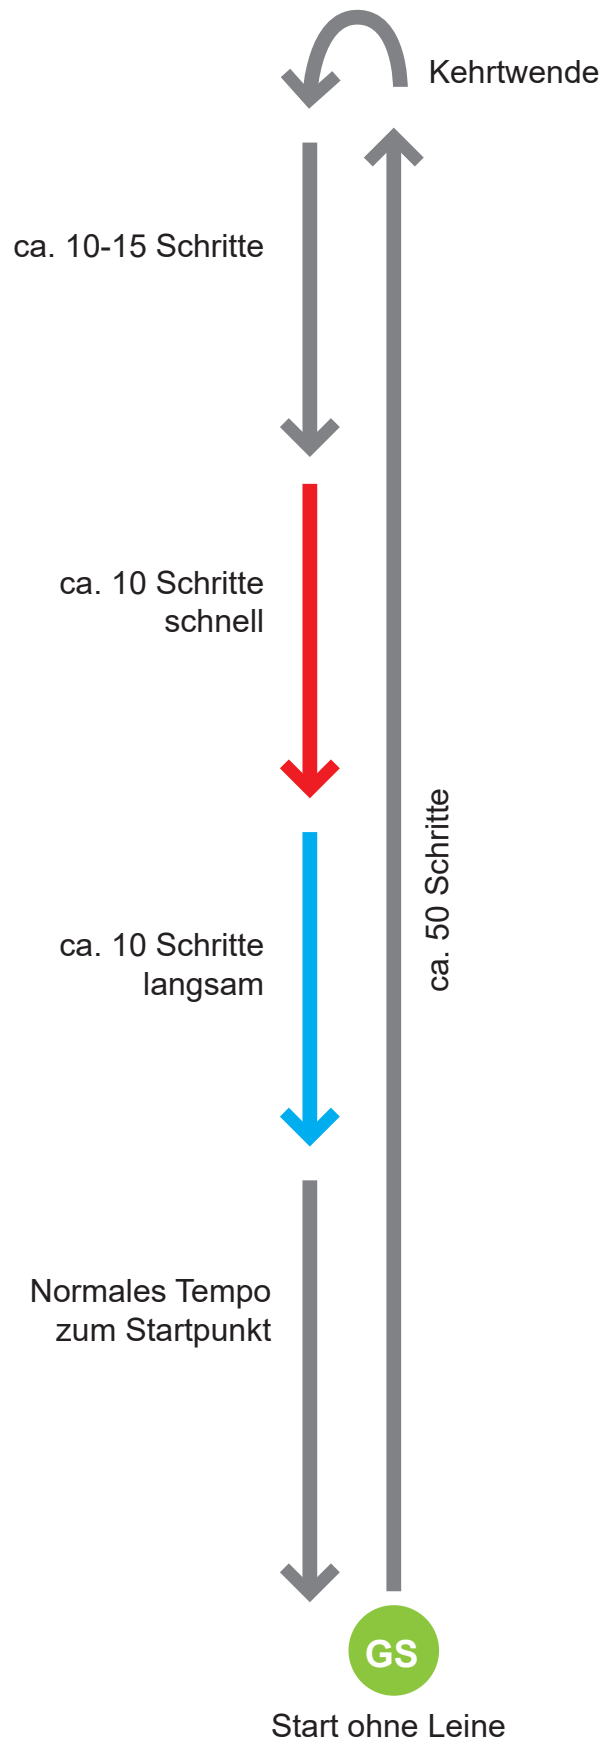 Kehrtwende
ca. 10-15 Schritte
ca. 10 Schritte
schnell
ca. 50 Schritte
ca. 10 Schritte
langsam
Normales Tempo
zum Startpunkt
GS
Start ohne Leine